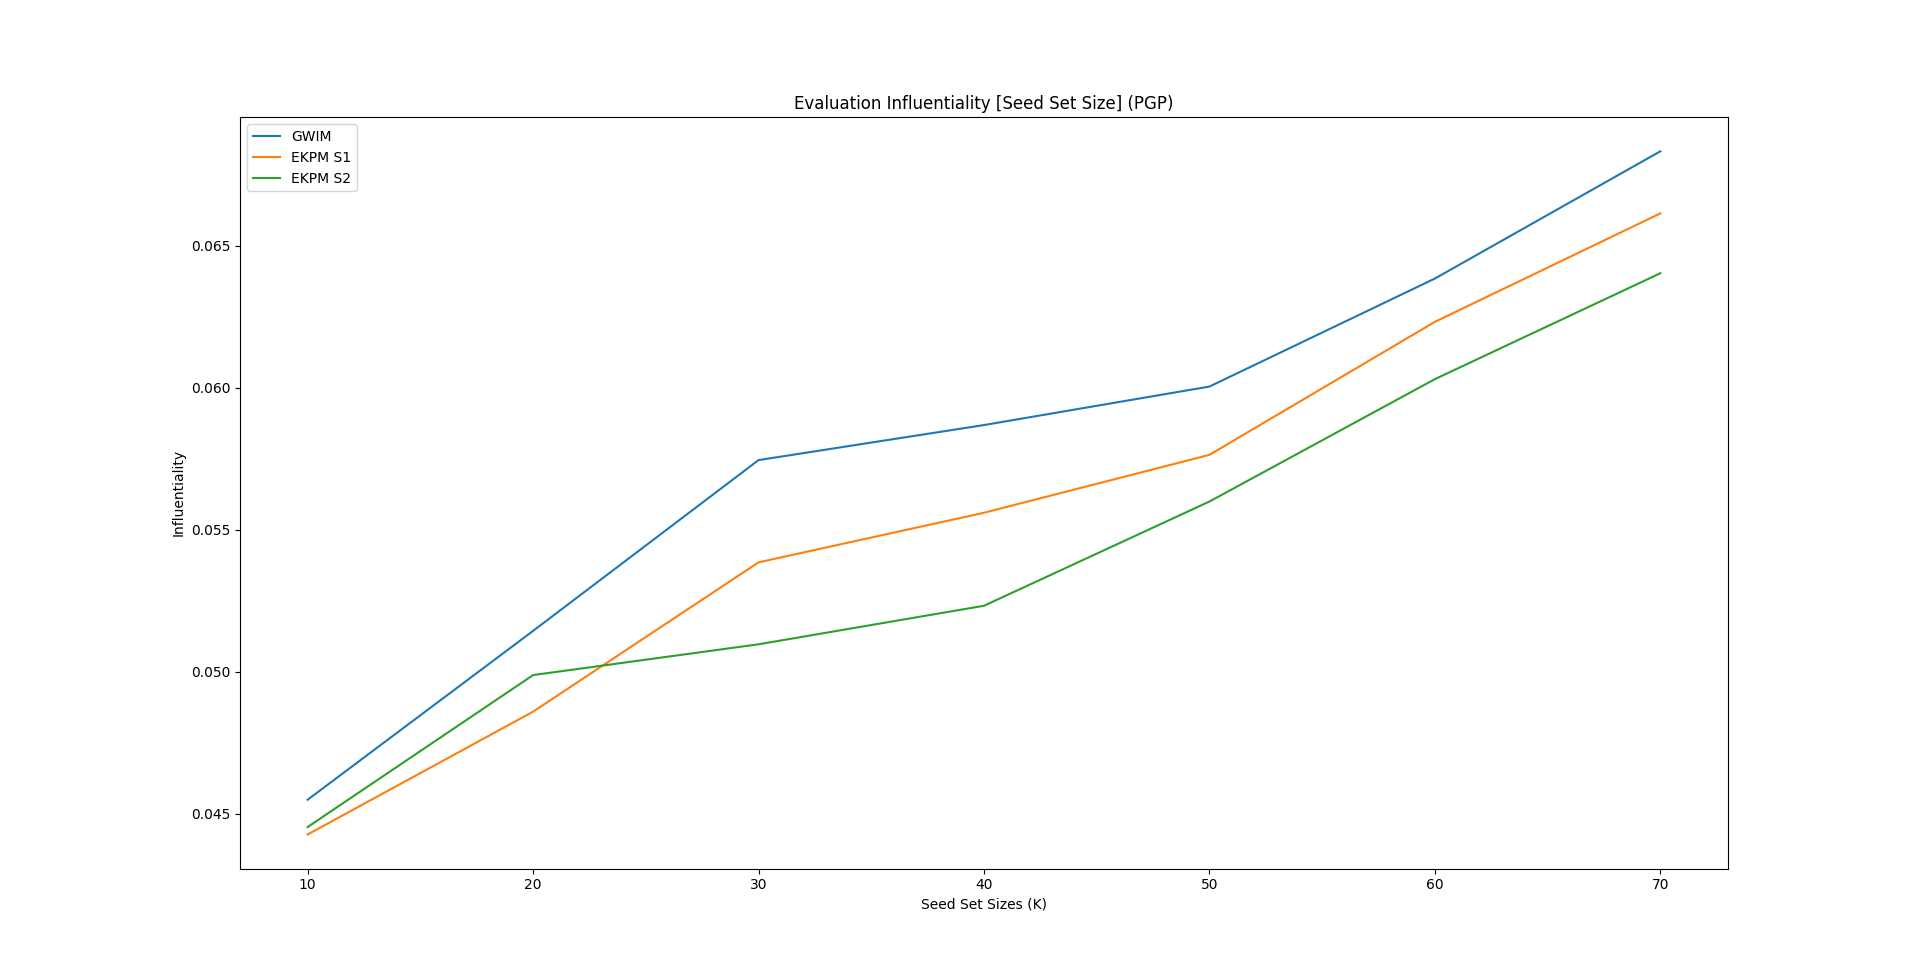 Evaluation Influentiality [Seed Set Size] (PGP)
GWIM
EKPM S1
EKPM S2
0.065
0.060
0.055
0.050
0.045
Influentiality
10 20 30 40 50 60 70
Seed Set Sizes (K)